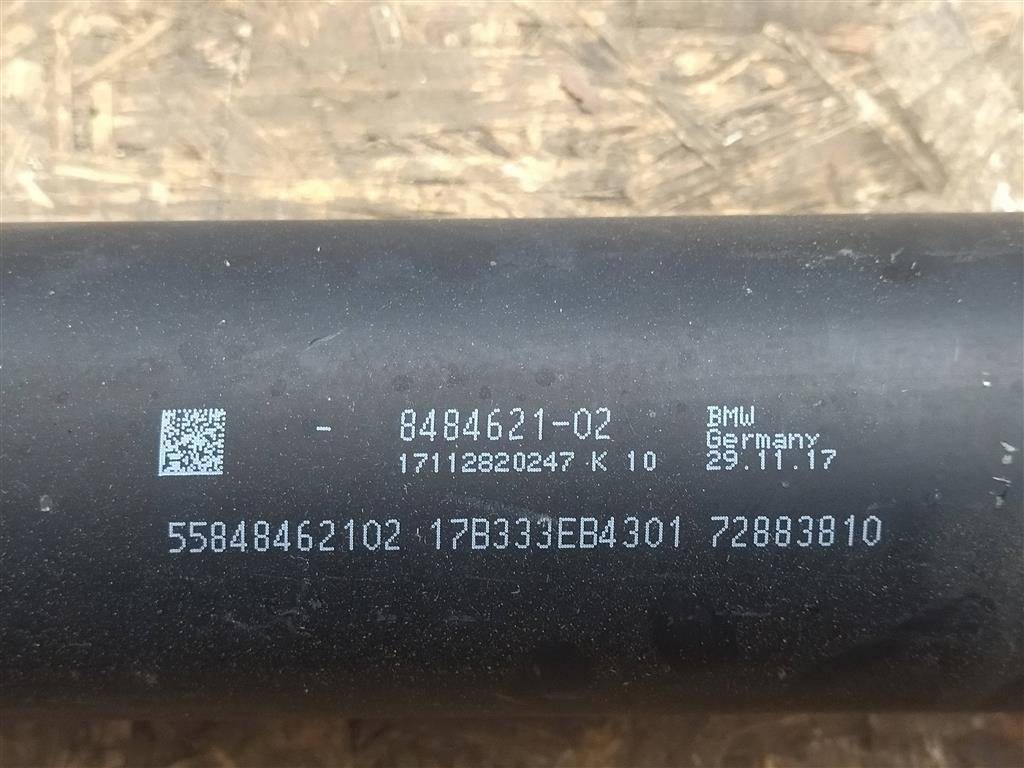 - 8484621-02
17112820247 K 10
BMW
Germany
29.11.17
55848462102 17B333EB4301 72883810